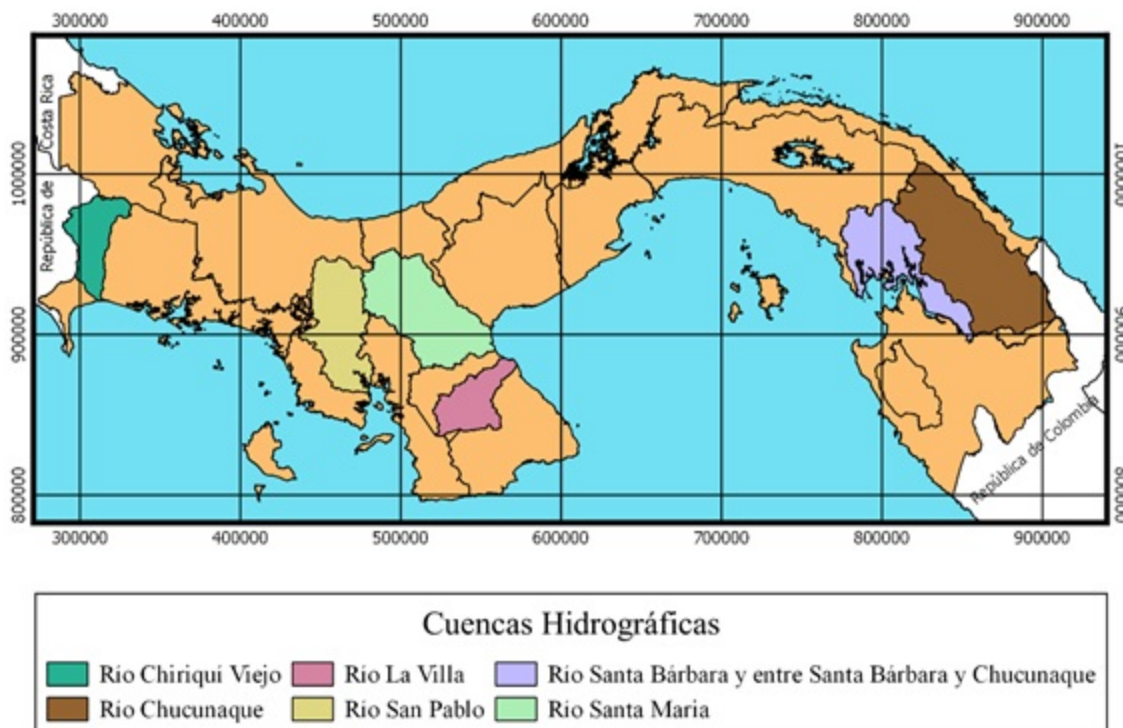 300000 400000 500000 600000 700000 800000 900000
Costa Rica
República de
1000000
1000000
900000
900000
800000
800000
República de Colombia
300000 400000 500000 600000 700000 800000 900000
Cuencas Hidrográficas
Río Chiriquí Viejo Río La Villa Río Santa Bárbara y entre Santa Bárbara y Chucunaque
Río Chucunaque Río San Pablo Río Santa Maria